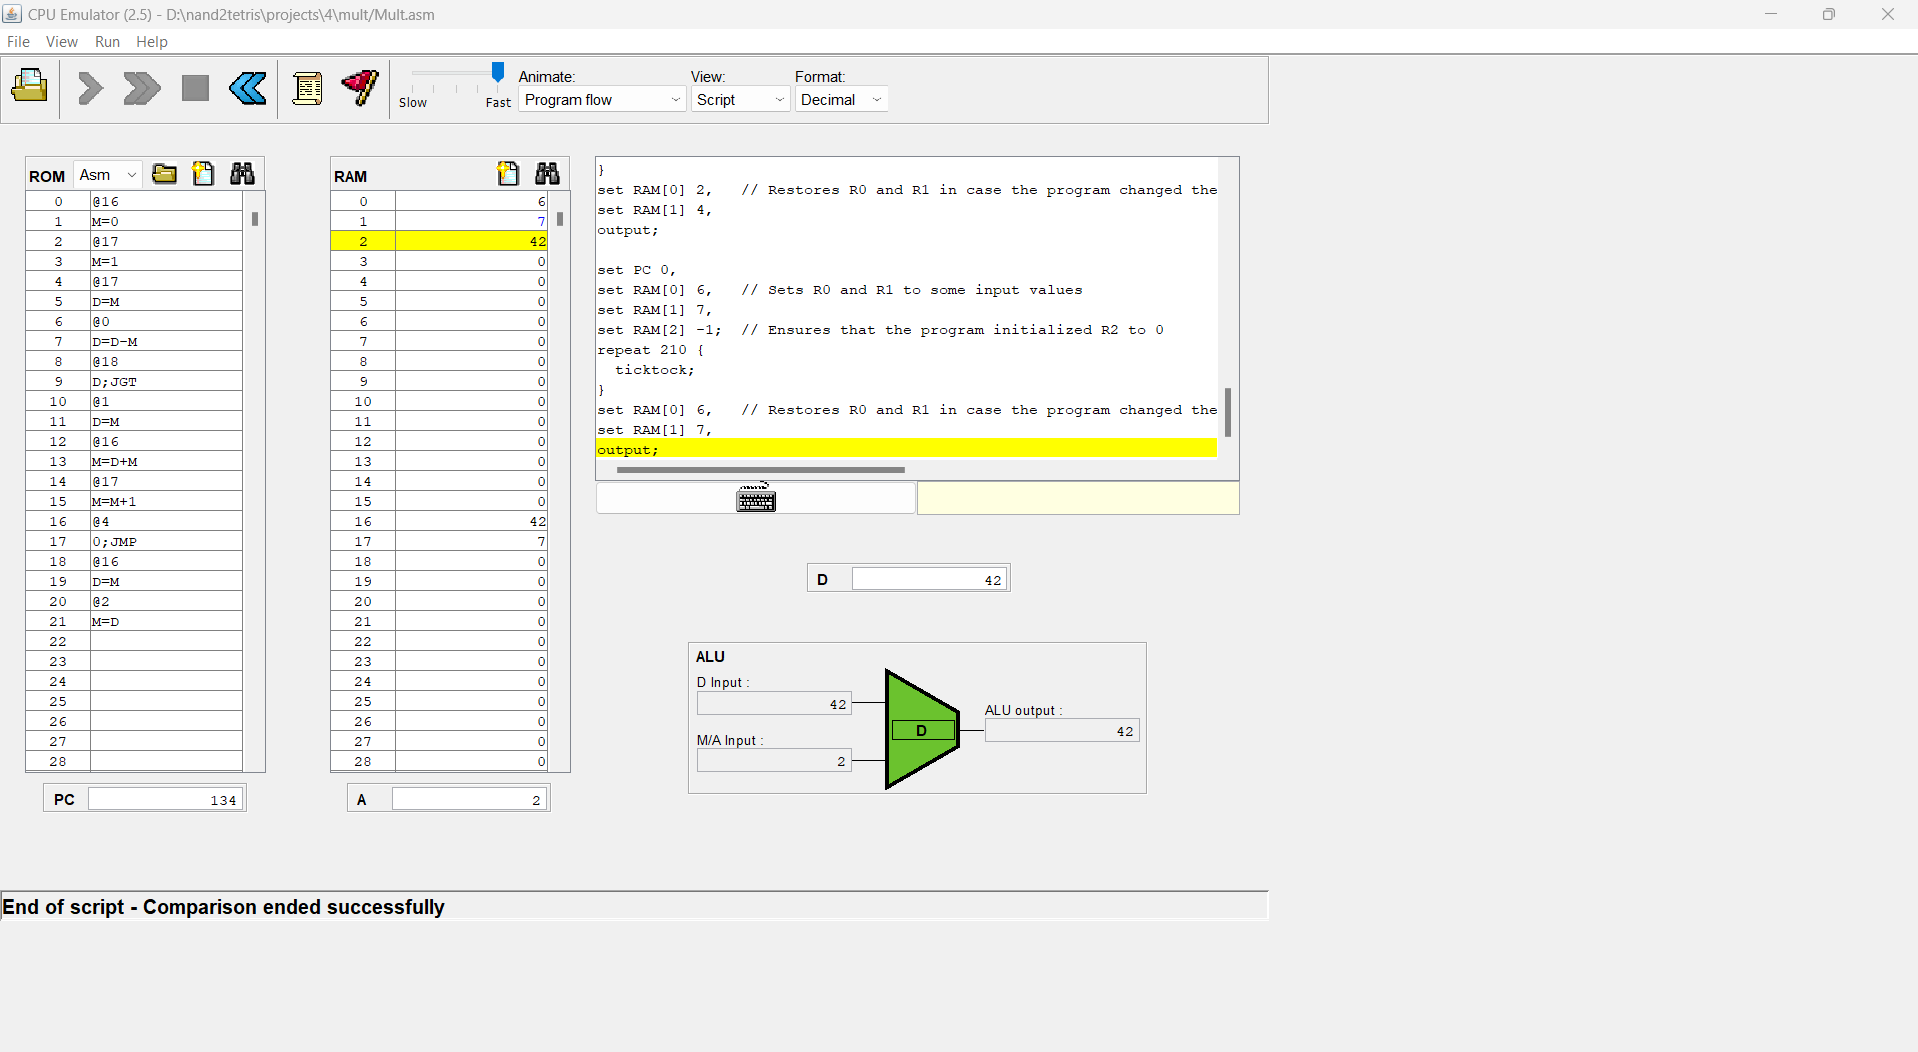 CPU Emulator (2.5) - D:\nand2tetris\projects\4\mult/Mult.asm
File View Run Help
Slow Fast
Animate:
Program flow
View:
Script
Format:
Decimal
ROM Asm
0 @16
1 M=0
2 @17
3 M=1
4 @17
5 D=M
6 @0
7 D=D-M
8 @18
9 D;JGT
10 @1
11 D=M
12 @16
13 M=D+M
14 @17
15 M=M+1
16 @4
17 0;JMP
18 @16
19 D=M
20 @2
21 M=D
22
23
24
25
26
27
28
PC 134
RAM
0 6
1 7
2 42
3 0
4 0
5 0
6 0
7 0
8 0
9 0
10 0
11 0
12 0
13 0
14 0
15 0
16 42
17 7
18 0
19 0
20 0
21 0
22 0
23 0
24 0
25 0
26 0
27 0
28 0
A 2
}
set RAM[0] 2, // Restores R0 and R1 in case the program changed the
set RAM[1] 4,
output;
set PC 0,
set RAM[0] 6, // Sets R0 and R1 to some input values
set RAM[1] 7,
set RAM[2] -1; // Ensures that the program initialized R2 to 0
repeat 210 {
ticktock;
}
set RAM[0] 6, // Restores R0 and R1 in case the program changed the
set RAM[1] 7,
output;
D 42
ALU
D Input :
42
M/A Input :
2
D
ALU output :
42
End of script - Comparison ended successfully